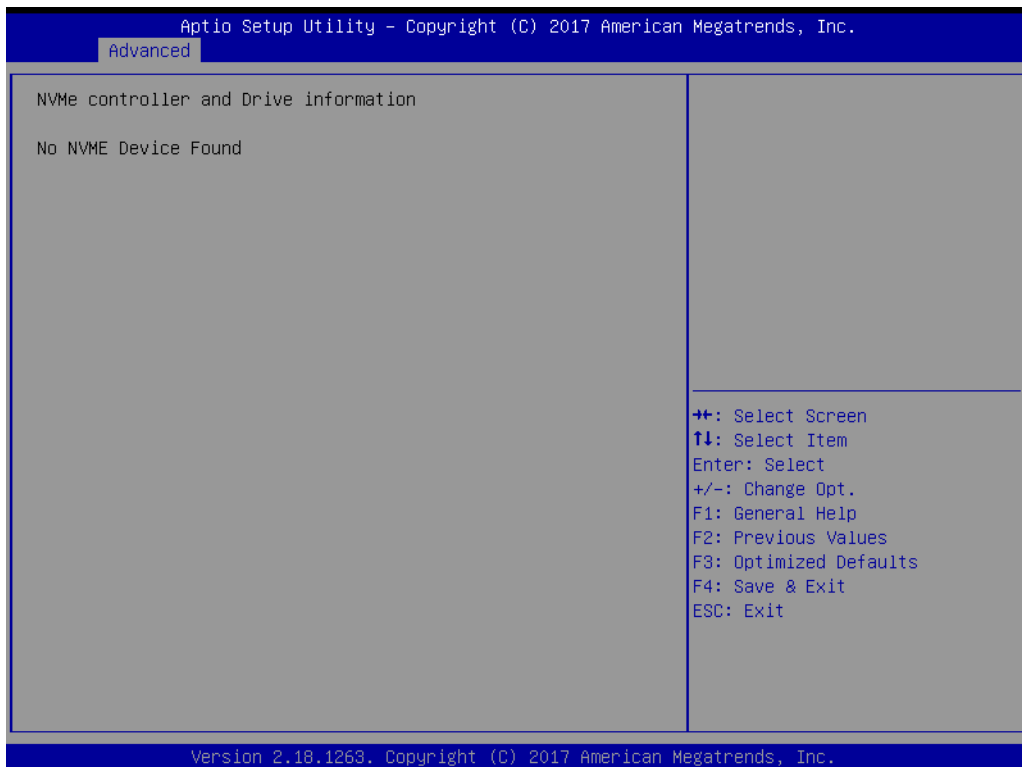 Aptio Setup Utility – Copyright (C) 2017 American Megatrends, Inc.
Advanced
NVMe controller and Drive information
No NVME Device Found
→←: Select Screen
↑↓: Select Item
Enter: Select
+/-: Change Opt.
F1: General Help
F2: Previous Values
F3: Optimized Defaults
F4: Save & Exit
ESC: Exit
Version 2.18.1263. Copyright (C) 2017 American Megatrends, Inc.